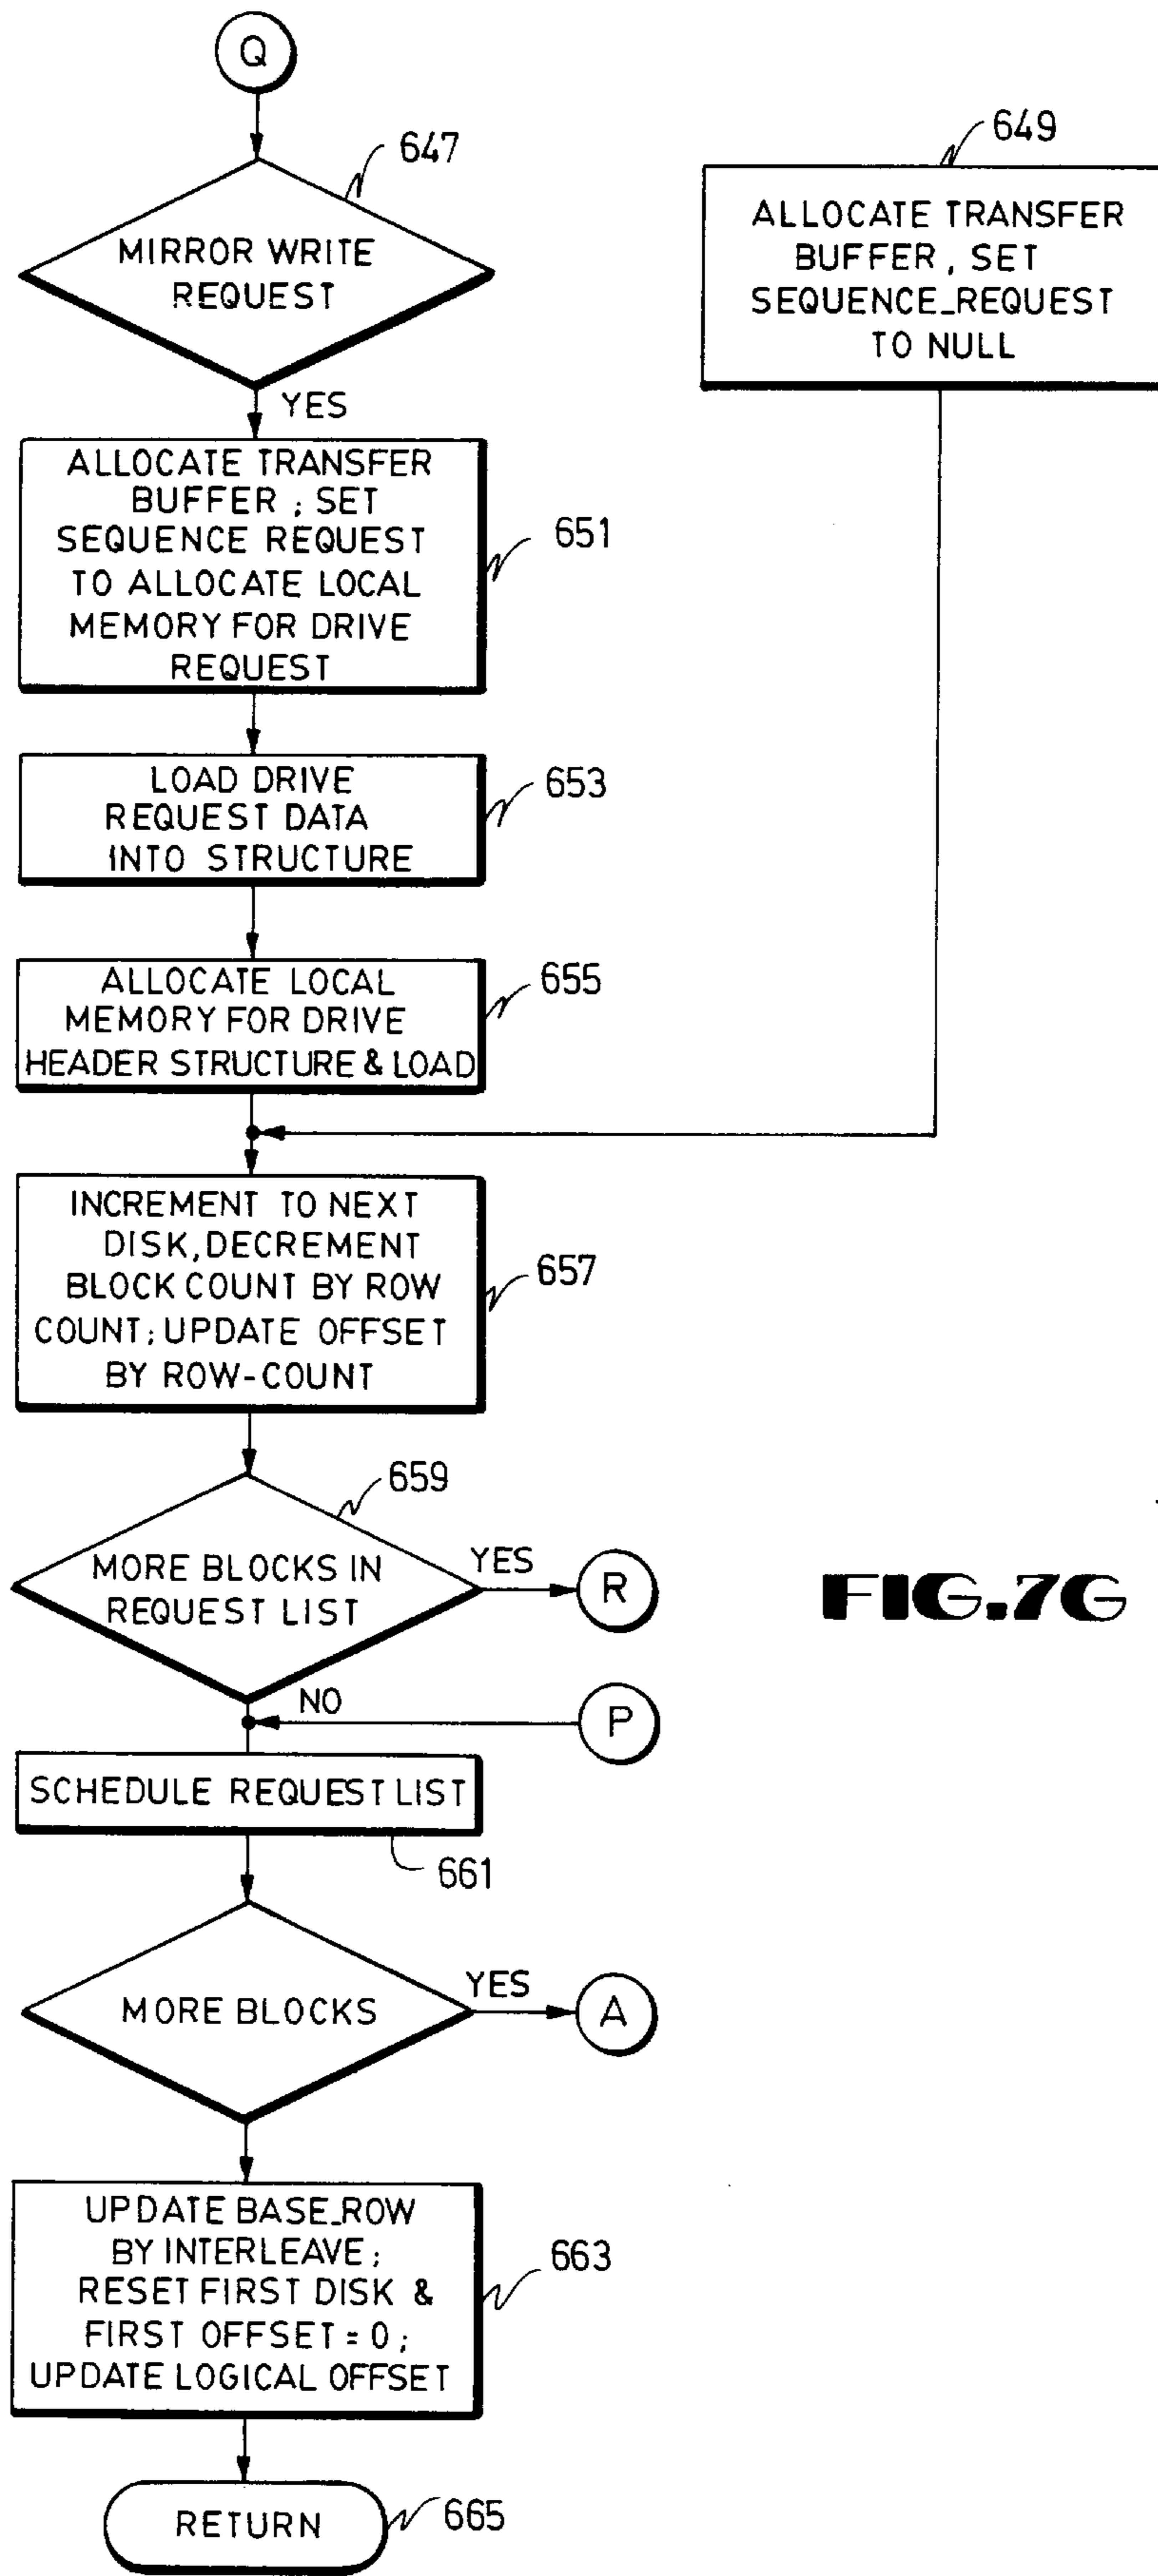 Q
647
MIRROR WRITE
REQUEST
649
ALLOCATE TRANSFER
BUFFER, SET
SEQUENCE_REQUEST
TO NULL
YES
ALLOCATE TRANSFER
BUFFER ; SET
SEQUENCE REQUEST
TO ALLOCATE LOCAL
MEMORY FOR DRIVE
REQUEST
651
LOAD DRIVE
REQUEST DATA
INTO STRUCTURE
653
ALLOCATE LOCAL
MEMORY FOR DRIVE
HEADER STRUCTURE & LOAD
655
INCREMENT TO NEXT
DISK, DECREMENT
BLOCK COUNT BY ROW
COUNT; UPDATE OFFSET
BY ROW-COUNT
657
659
MORE BLOCKS IN
REQUEST LIST
YES
R
FIG.7G
NO
P
SCHEDULE REQUEST LIST
661
MORE BLOCKS
YES
A
UPDATE BASE_ROW
BY INTERLEAVE;
RESET FIRST DISK &
FIRST OFFSET = 0 ;
UPDATE LOGICAL OFFSET
663
RETURN
665